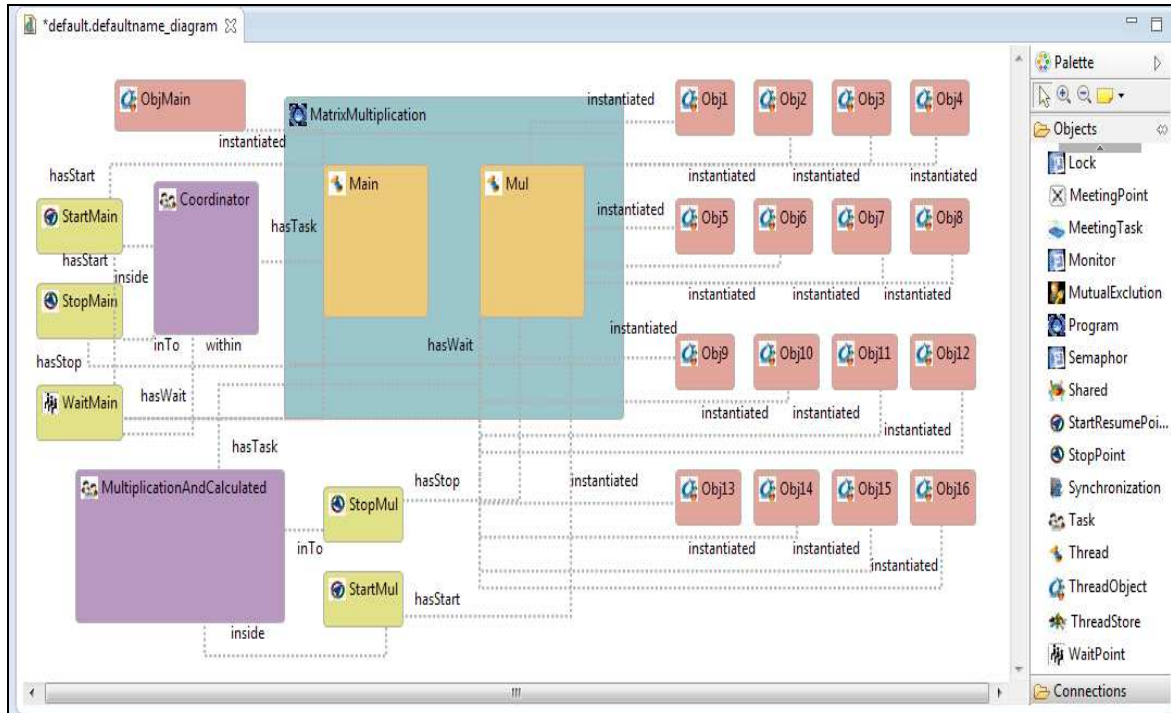 *default.defaultname_diagram
ObjMain
MatrixMultiplication
instantiated
instantiated
Obj1
Obj2
Obj3
Obj4
hasStart
Main
Mul
instantiated
instantiated
instantiated
StartMain
Coordinator
hasTask
instantiated
Obj5
Obj6
Obj7
Obj8
hasStart
inside
StopMain
instantiated
instantiated
instantiated
inTo
within
hasWait
instantiated
hasStop
Obj9
Obj10
Obj11
Obj12
WaitMain
hasWait
instantiated
instantiated
instantiated
hasTask
MultiplicationAndCalculated
hasStop
instantiated
StopMul
Obj13
Obj14
Obj15
Obj16
inTo
instantiated
instantiated
instantiated
StartMul
hasStart
inside
Palette
Objects
Lock
MeetingPoint
MeetingTask
Monitor
MutualExclution
Program
Semaphor
Shared
StartResumePoi...
StopPoint
Synchronization
Task
Thread
ThreadObject
ThreadStore
WaitPoint
Connections